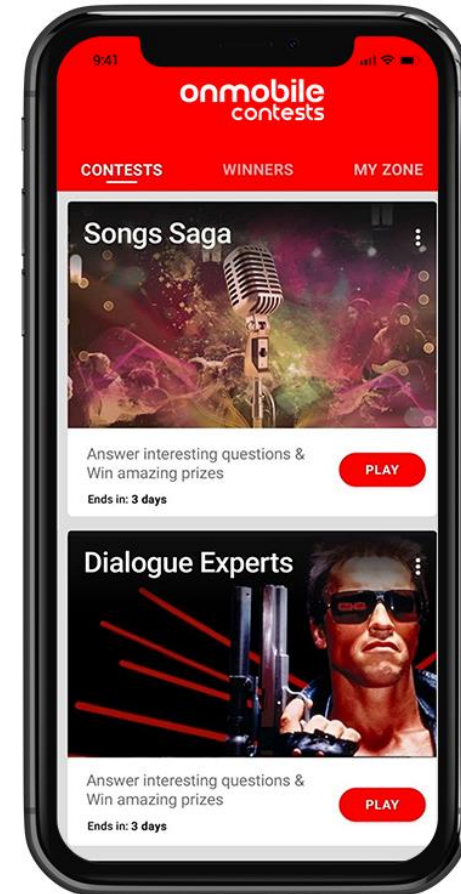 9:41
onmobile
contests
CONTESTS WINNERS MY ZONE
Songs Saga
Answer interesting questions &
Win amazing prizes
PLAY
Ends in: 3 days
Dialogue Experts
Answer interesting questions &
Win amazing prizes
PLAY
Ends in: 3 days